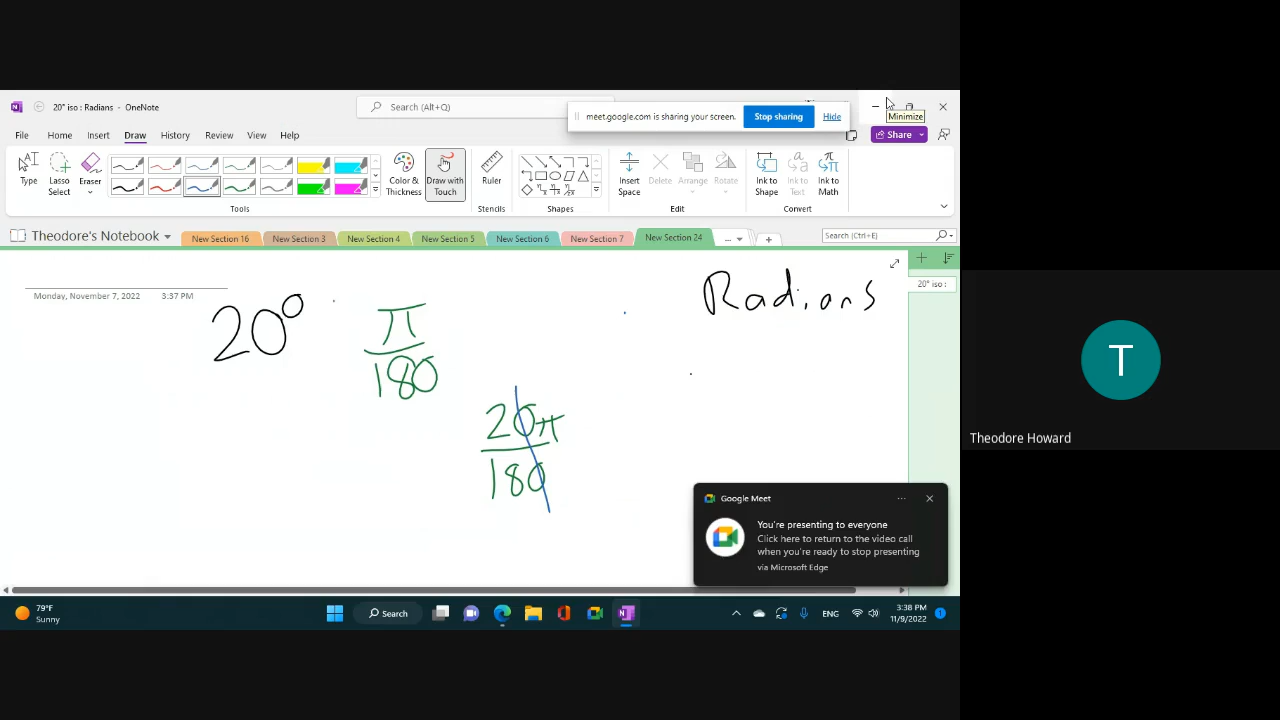 20° iso : Radians - OneNote
Search (Alt+Q)
meet.google.com is sharing your screen.
Stop sharing
Hide
Minimize
File
Home
Insert
Draw
History
Review
View
Help
Share
Type
Lasso Select
Eraser
Color & Thickness
Draw with Touch
Ruler
Insert Space
Delete
Arrange
Rotate
Ink to Shape
Ink to Text
Ink to Math
Tools
Stencils
Shapes
Edit
Convert
Theodore's Notebook
New Section 16
New Section 3
New Section 4
New Section 5
New Section 6
New Section 7
New Section 24
...
Search (Ctrl+E)
20° iso :
Monday, November 7, 2022
3:37 PM
20°
π
180
Radians
20π
180
Theodore Howard
T
Google Meet
You're presenting to everyone
Click here to return to the video call
when you're ready to stop presenting
via Microsoft Edge
79°F
Sunny
Search
ENG
3:38 PM
11/9/2022
1